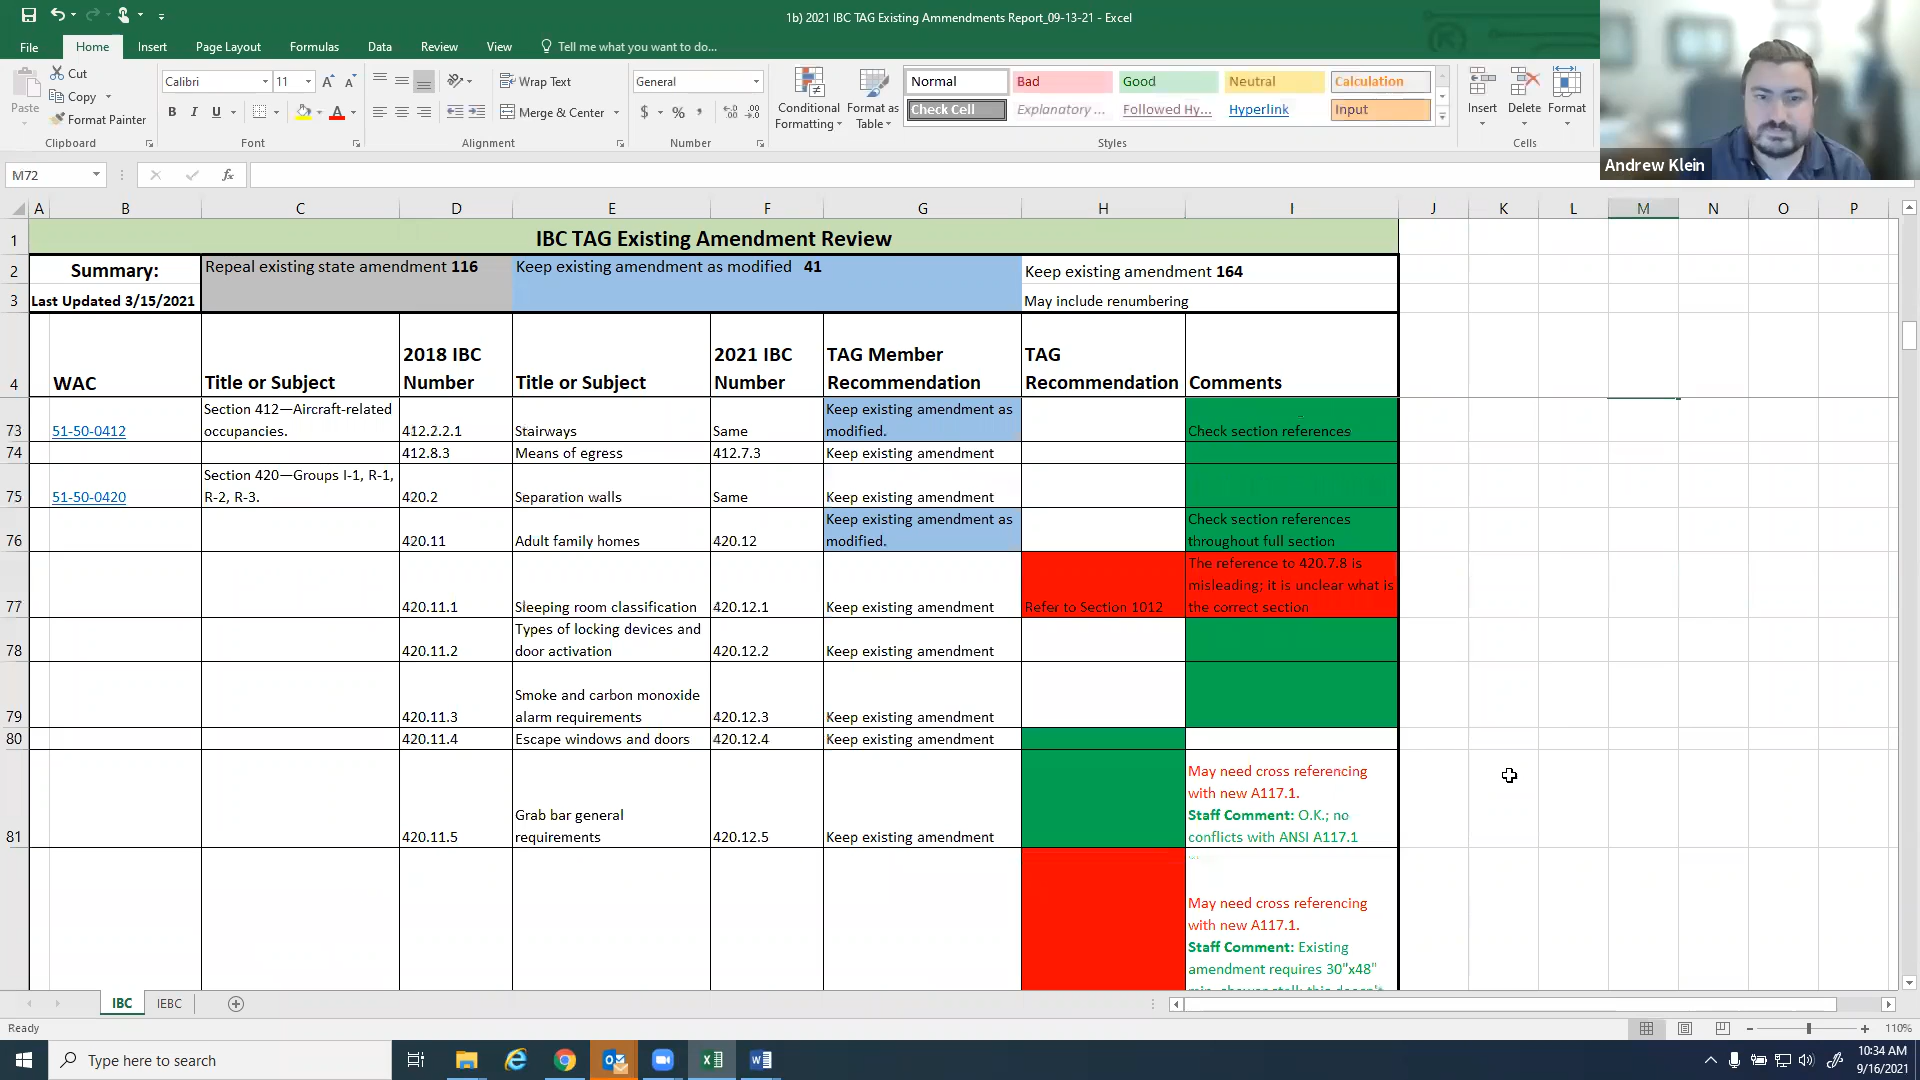 1b) 2021 IBC TAG Existing Ammendments Report_09-13-21 - Excel
File Home Insert Page Layout Formulas Data Review View Tell me what you want to do...
Paste
Cut
Copy
Format Painter
Calibri 11
B I U
Wrap Text
Merge & Center
General
$ % ,
Conditional Formatting
Format as Table
Normal Bad Good Neutral Calculation
Check Cell Explanatory ... Followed Hy... Hyperlink Input
Insert Delete Format
Clipboard Font Alignment Number Styles Cells
Andrew Klein
M72
fx
A B C D E F G H I J K L M N O P
1 IBC TAG Existing Amendment Review
2 Summary: Repeal existing state amendment 116 Keep existing amendment as modified 41 Keep existing amendment 164
3 Last Updated 3/15/2021 May include renumbering
2018 IBC 2021 IBC TAG Member TAG
4 WAC Title or Subject Number Title or Subject Number Recommendation Recommendation Comments
Section 412—Aircraft-related Keep existing amendment as
73 51-50-0412 occupancies. 412.2.2.1 Stairways Same modified. Check section references
74 412.8.3 Means of egress 412.7.3 Keep existing amendment
Section 420—Groups I-1, R-1,
75 51-50-0420 R-2, R-3. 420.2 Separation walls Same Keep existing amendment
Keep existing amendment as Check section references
76 420.11 Adult family homes 420.12 modified. throughout full section
The reference to 420.7.8 is
misleading; it is unclear what is
77 420.11.1 Sleeping room classification 420.12.1 Keep existing amendment Refer to Section 1012 the correct section
Types of locking devices and
78 420.11.2 door activation 420.12.2 Keep existing amendment
Smoke and carbon monoxide
79 420.11.3 alarm requirements 420.12.3 Keep existing amendment
80 420.11.4 Escape windows and doors 420.12.4 Keep existing amendment
May need cross referencing
with new A117.1.
Grab bar general Staff Comment: O.K.; no
81 420.11.5 requirements 420.12.5 Keep existing amendment conflicts with ANSI A117.1
May need cross referencing
with new A117.1.
Staff Comment: Existing
amendment requires 30"x48"
IBC IEBC
Ready 110%
Type here to search
10:34 AM
9/16/2021